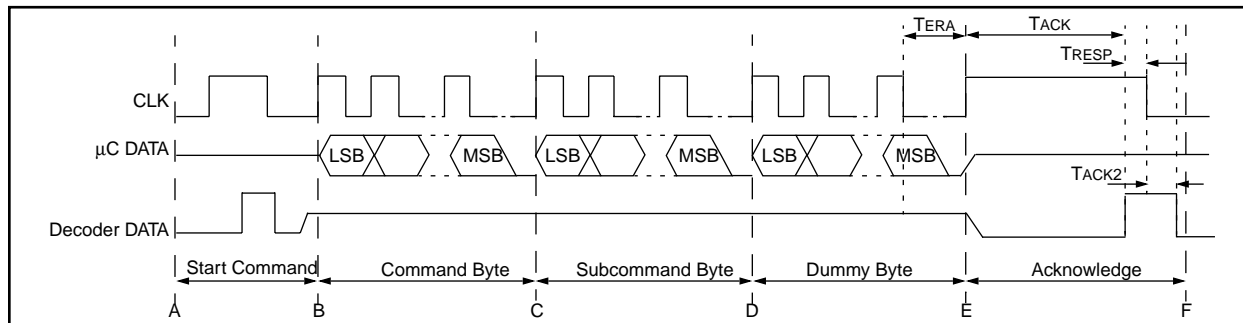 TERA TACK
TRESP
CLK
μC DATA LSB MSB LSB MSB LSB MSB
TACK2
Decoder DATA
Start Command Command Byte Subcommand Byte Dummy Byte Acknowledge
A B C D E F